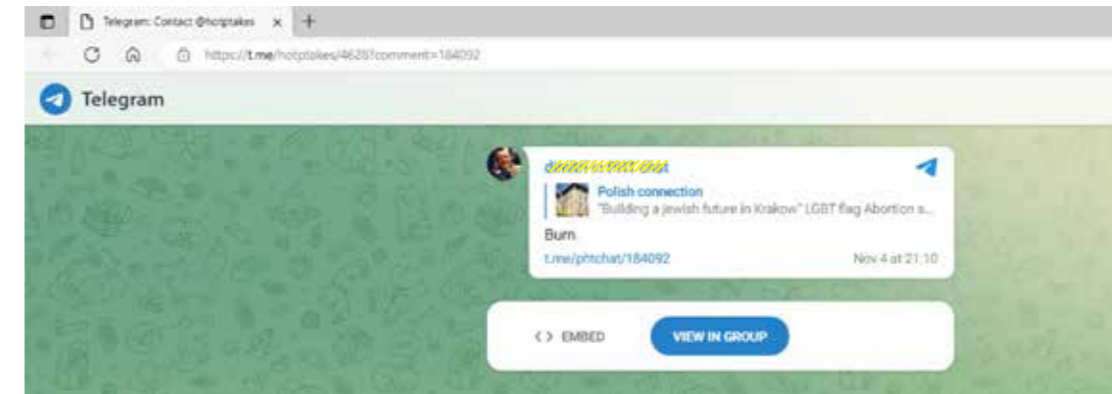 Telegram: Contact @hotptakes
https://t.me/hotptakes/4628?comment=184092
Telegram
Polish connection
"Building a jewish future in Krakow" LGBT flag Abortion s...
Burn.
t.me/phtchat/184092
Nov 4 at 21:10
<> EMBED
VIEW IN GROUP